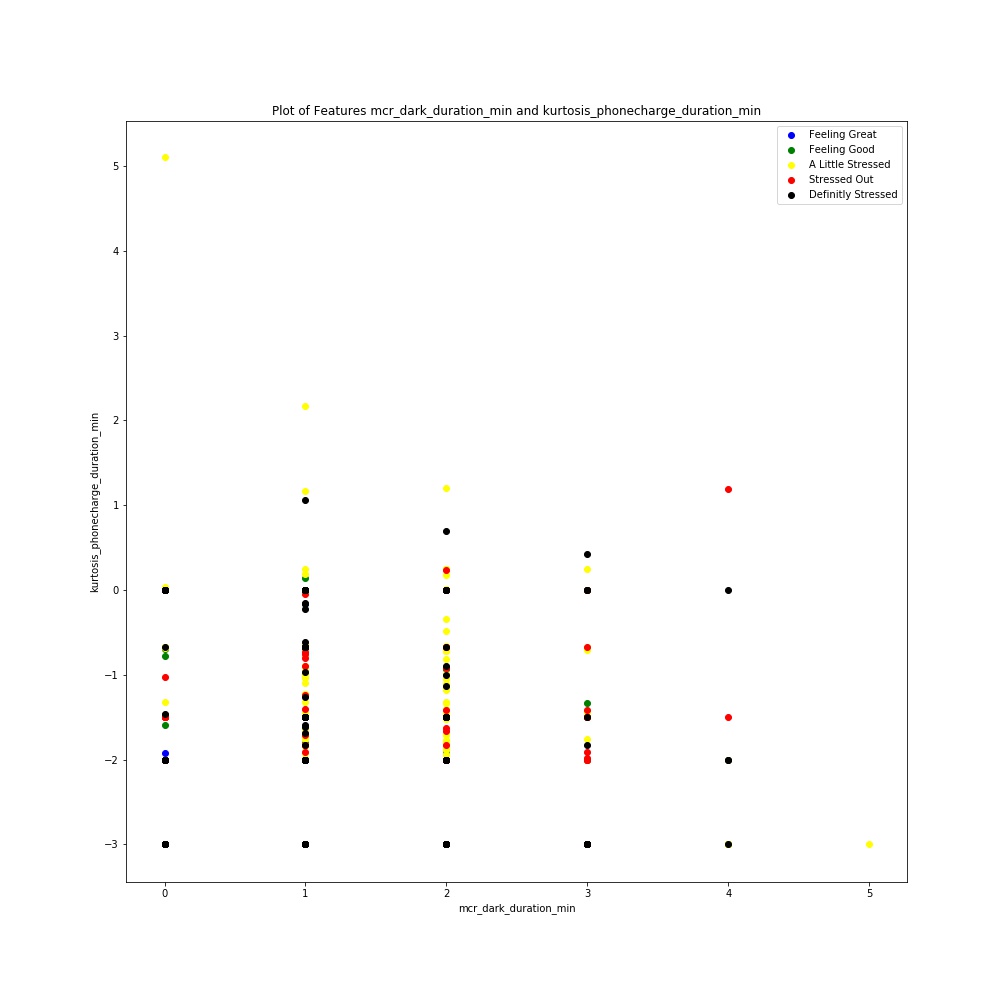 Plot of Features mcr_dark_duration_min and kurtosis_phonecharge_duration_min
Feeling Great
Feeling Good
A Little Stressed
Stressed Out
Definitly Stressed
kurtosis_phonecharge_duration_min
5
4
3
2
1
0
−1
−2
−3
0 1 2 3 4 5
mcr_dark_duration_min